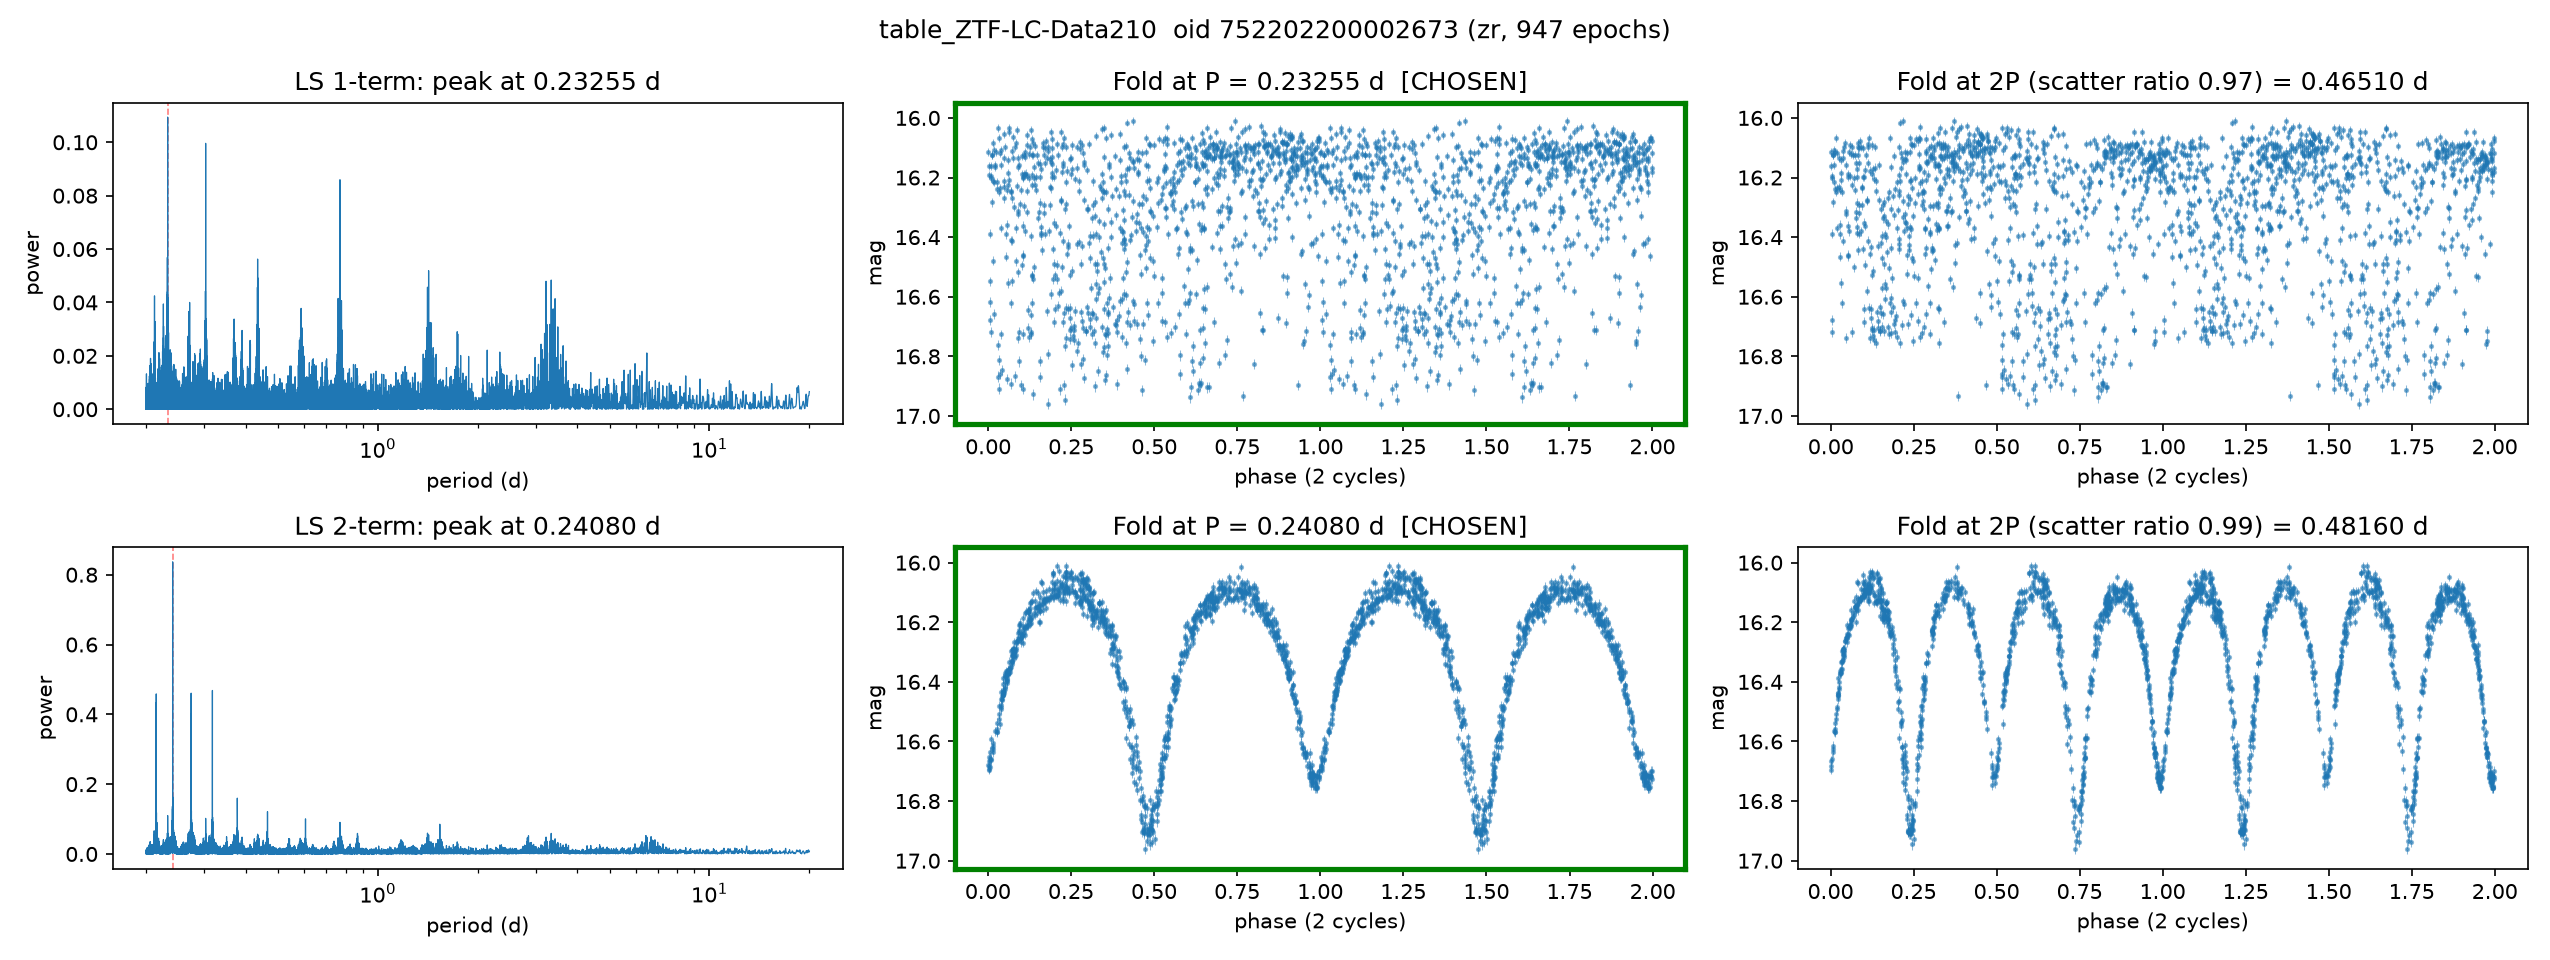 table_ZTF-LC-Data210  oid 752202200002673 (zr, 947 epochs)
LS 1-term: peak at 0.23255 d
power
0.10
0.08
0.06
0.04
0.02
0.00
10⁰ 10¹
period (d)
Fold at P = 0.23255 d  [CHOSEN]
mag
16.0
16.2
16.4
16.6
16.8
17.0
0.00 0.25 0.50 0.75 1.00 1.25 1.50 1.75 2.00
phase (2 cycles)
Fold at 2P (scatter ratio 0.97) = 0.46510 d
mag
16.0
16.2
16.4
16.6
16.8
17.0
0.00 0.25 0.50 0.75 1.00 1.25 1.50 1.75 2.00
phase (2 cycles)
LS 2-term: peak at 0.24080 d
power
0.8
0.6
0.4
0.2
0.0
10⁰ 10¹
period (d)
Fold at P = 0.24080 d  [CHOSEN]
mag
16.0
16.2
16.4
16.6
16.8
17.0
0.00 0.25 0.50 0.75 1.00 1.25 1.50 1.75 2.00
phase (2 cycles)
Fold at 2P (scatter ratio 0.99) = 0.48160 d
mag
16.0
16.2
16.4
16.6
16.8
17.0
0.00 0.25 0.50 0.75 1.00 1.25 1.50 1.75 2.00
phase (2 cycles)